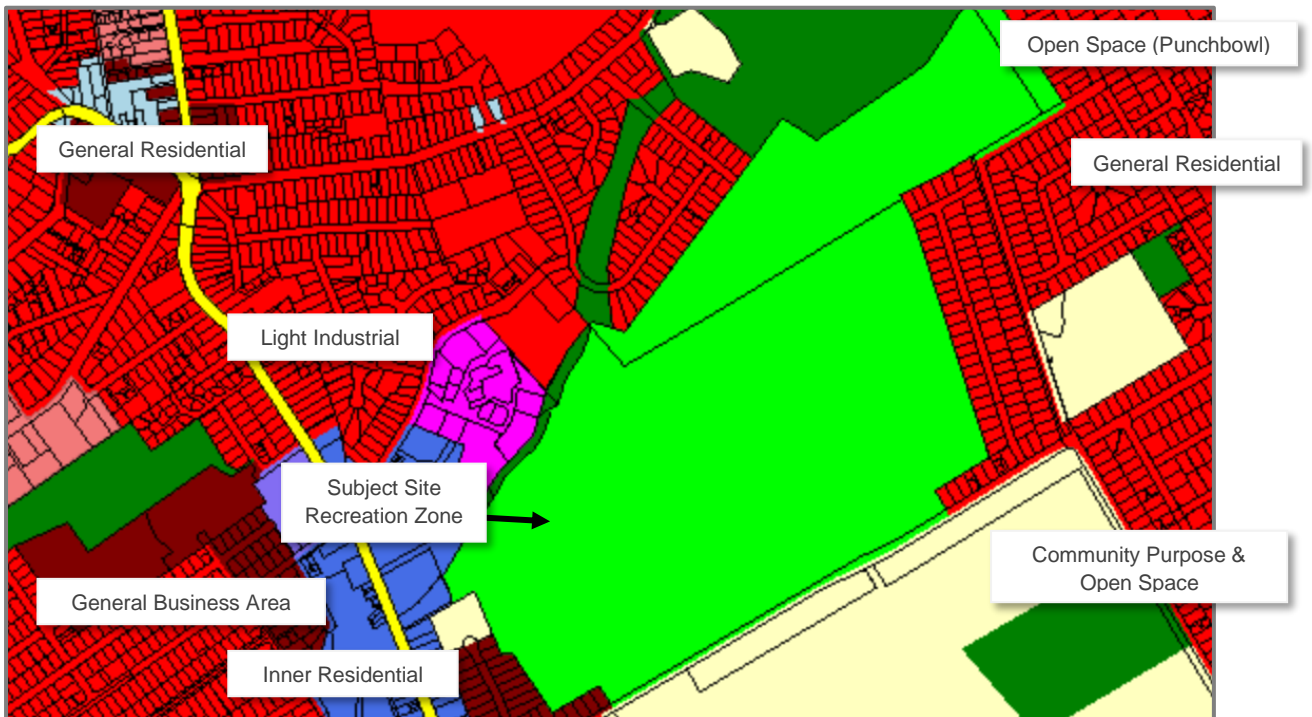 Open Space (Punchbowl)
General Residential
General Residential
Light Industrial
Subject Site
Recreation Zone
Community Purpose &
Open Space
General Business Area
Inner Residential